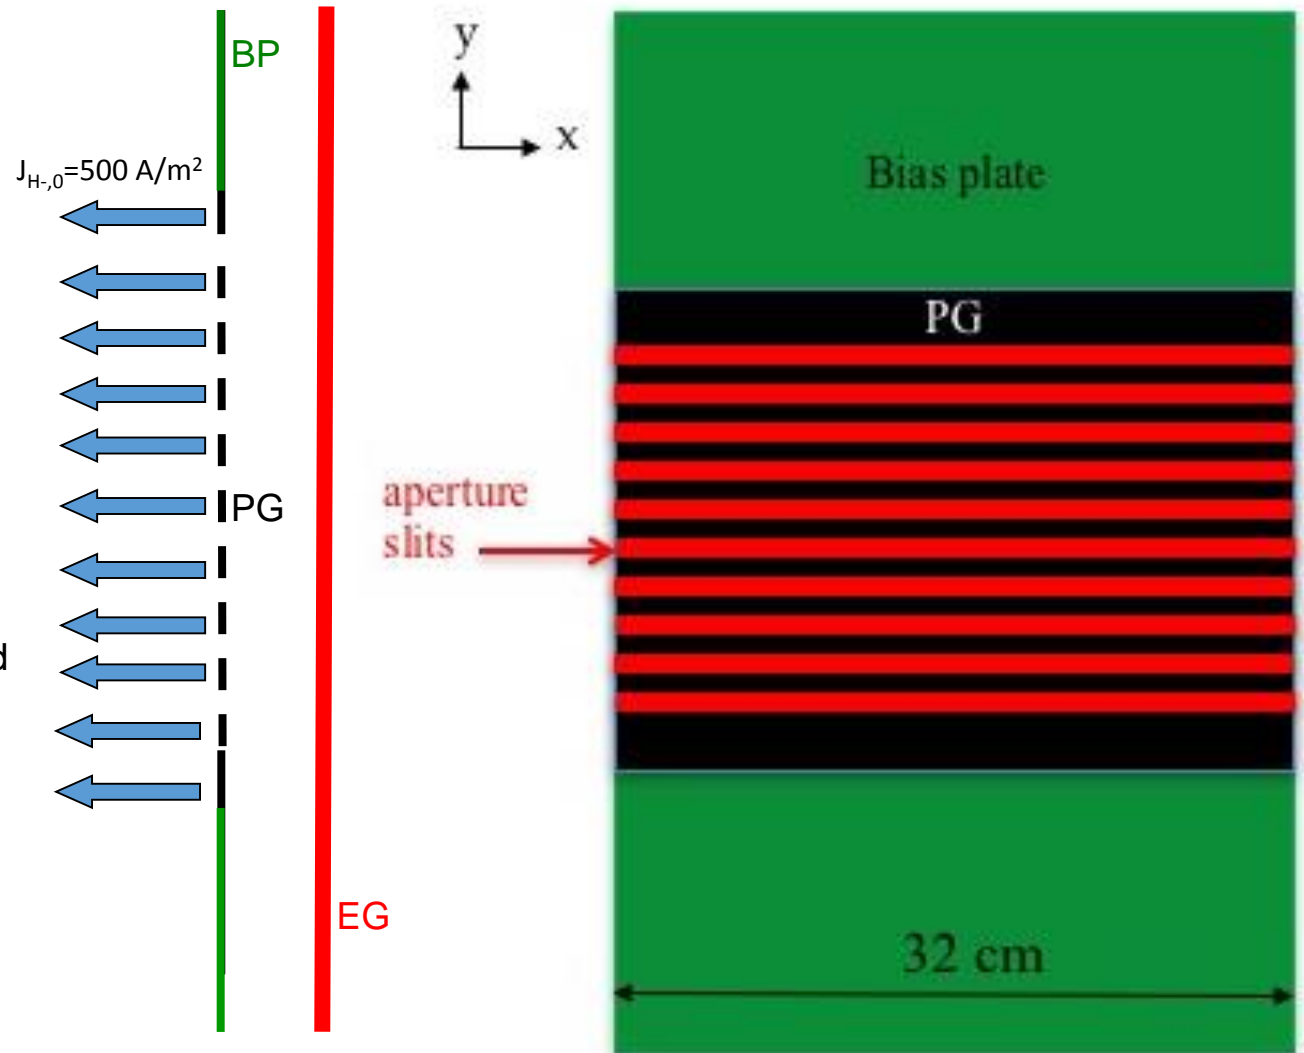 BP
J_H-,0=500 A/m²
PG
d
EG
y
x
Bias plate
PG
aperture
slits
32 cm